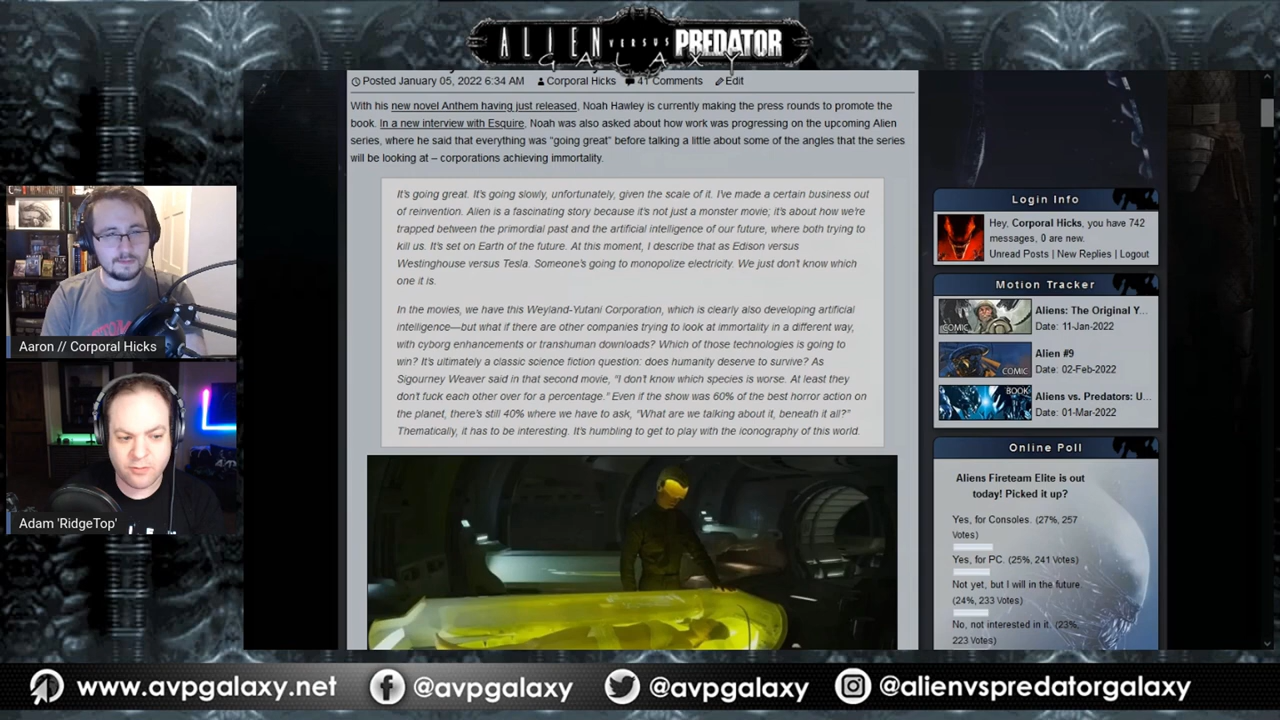 ALIEN VERSUS PREDATOR
GALAXY
Posted January 05, 2022 6:34 AM Corporal Hicks 41 Comments Edit
With his new novel Anthem having just released, Noah Hawley is currently making the press rounds to promote the
book. In a new interview with Esquire, Noah was also asked about how work was progressing on the upcoming Alien
series, where he said that everything was “going great” before talking a little about some of the angles that the series
will be looking at – corporations achieving immortality.
It’s going great. It’s going slowly, unfortunately, given the scale of it. I’ve made a certain business out
of reinvention. Alien is a fascinating story because it’s not just a monster movie; it’s about how we’re
trapped between the primordial past and the artificial intelligence of our future, where both trying to
kill us. It’s set on Earth of the future. At this moment, I describe that as Edison versus
Westinghouse versus Tesla. Someone’s going to monopolize electricity. We just don’t know which
one it is.
In the movies, we have this Weyland-Yutani Corporation, which is clearly also developing artificial
intelligence—but what if there are other companies trying to look at immortality in a different way,
with cyborg enhancements or transhuman downloads? Which of those technologies is going to
win? It’s ultimately a classic science fiction question: does humanity deserve to survive? As
Sigourney Weaver said in that second movie, “I don’t know which species is worse. At least they
don’t fuck each other over for a percentage.” Even if the show was 60% of the best horror action on
the planet, there’s still 40% where we have to ask, “What are we talking about it, beneath it all?”
Thematically, it has to be interesting. It’s humbling to get to play with the iconography of this world.
Login Info
Hey, Corporal Hicks, you have 742
messages, 0 are new.
Unread Posts | New Replies | Logout
Motion Tracker
COMIC
Aliens: The Original Y...
Date: 11-Jan-2022
COMIC
Alien #9
Date: 02-Feb-2022
BOOK
Aliens vs. Predators: U...
Date: 01-Mar-2022
Online Poll
Aliens Fireteam Elite is out
today! Picked it up?
Yes, for Consoles. (27%, 257
Votes)
Yes, for PC. (25%, 241 Votes)
Not yet, but I will in the future.
(24%, 233 Votes)
No, not interested in it. (23%,
223 Votes)
Aaron // Corporal Hicks
Adam 'RidgeTop'
www.avpgalaxy.net @avpgalaxy @avpgalaxy @alienvspredatorgalaxy